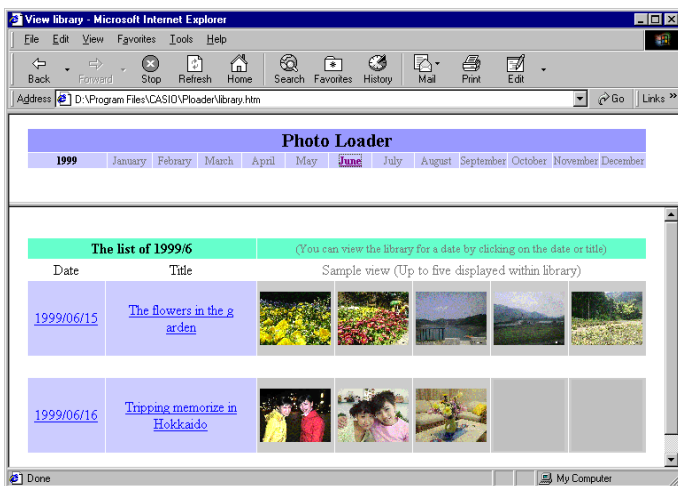 View library - Microsoft Internet Explorer
File Edit View Favorites Tools Help
Back Forward Stop Refresh Home Search Favorites History Mail Print Edit
Address D:\Program Files\CASIO\Ploader\library.htm Go Links »
Photo Loader
1999 January Febrary March April May June July August September October November December
The list of 1999/6 (You can view the library for a date by clicking on the date or title)
Date Title Sample view (Up to five displayed within library)
1999/06/15 The flowers in the g
arden
1999/06/16 Tripping memorize in
Hokkaido
Done My Computer